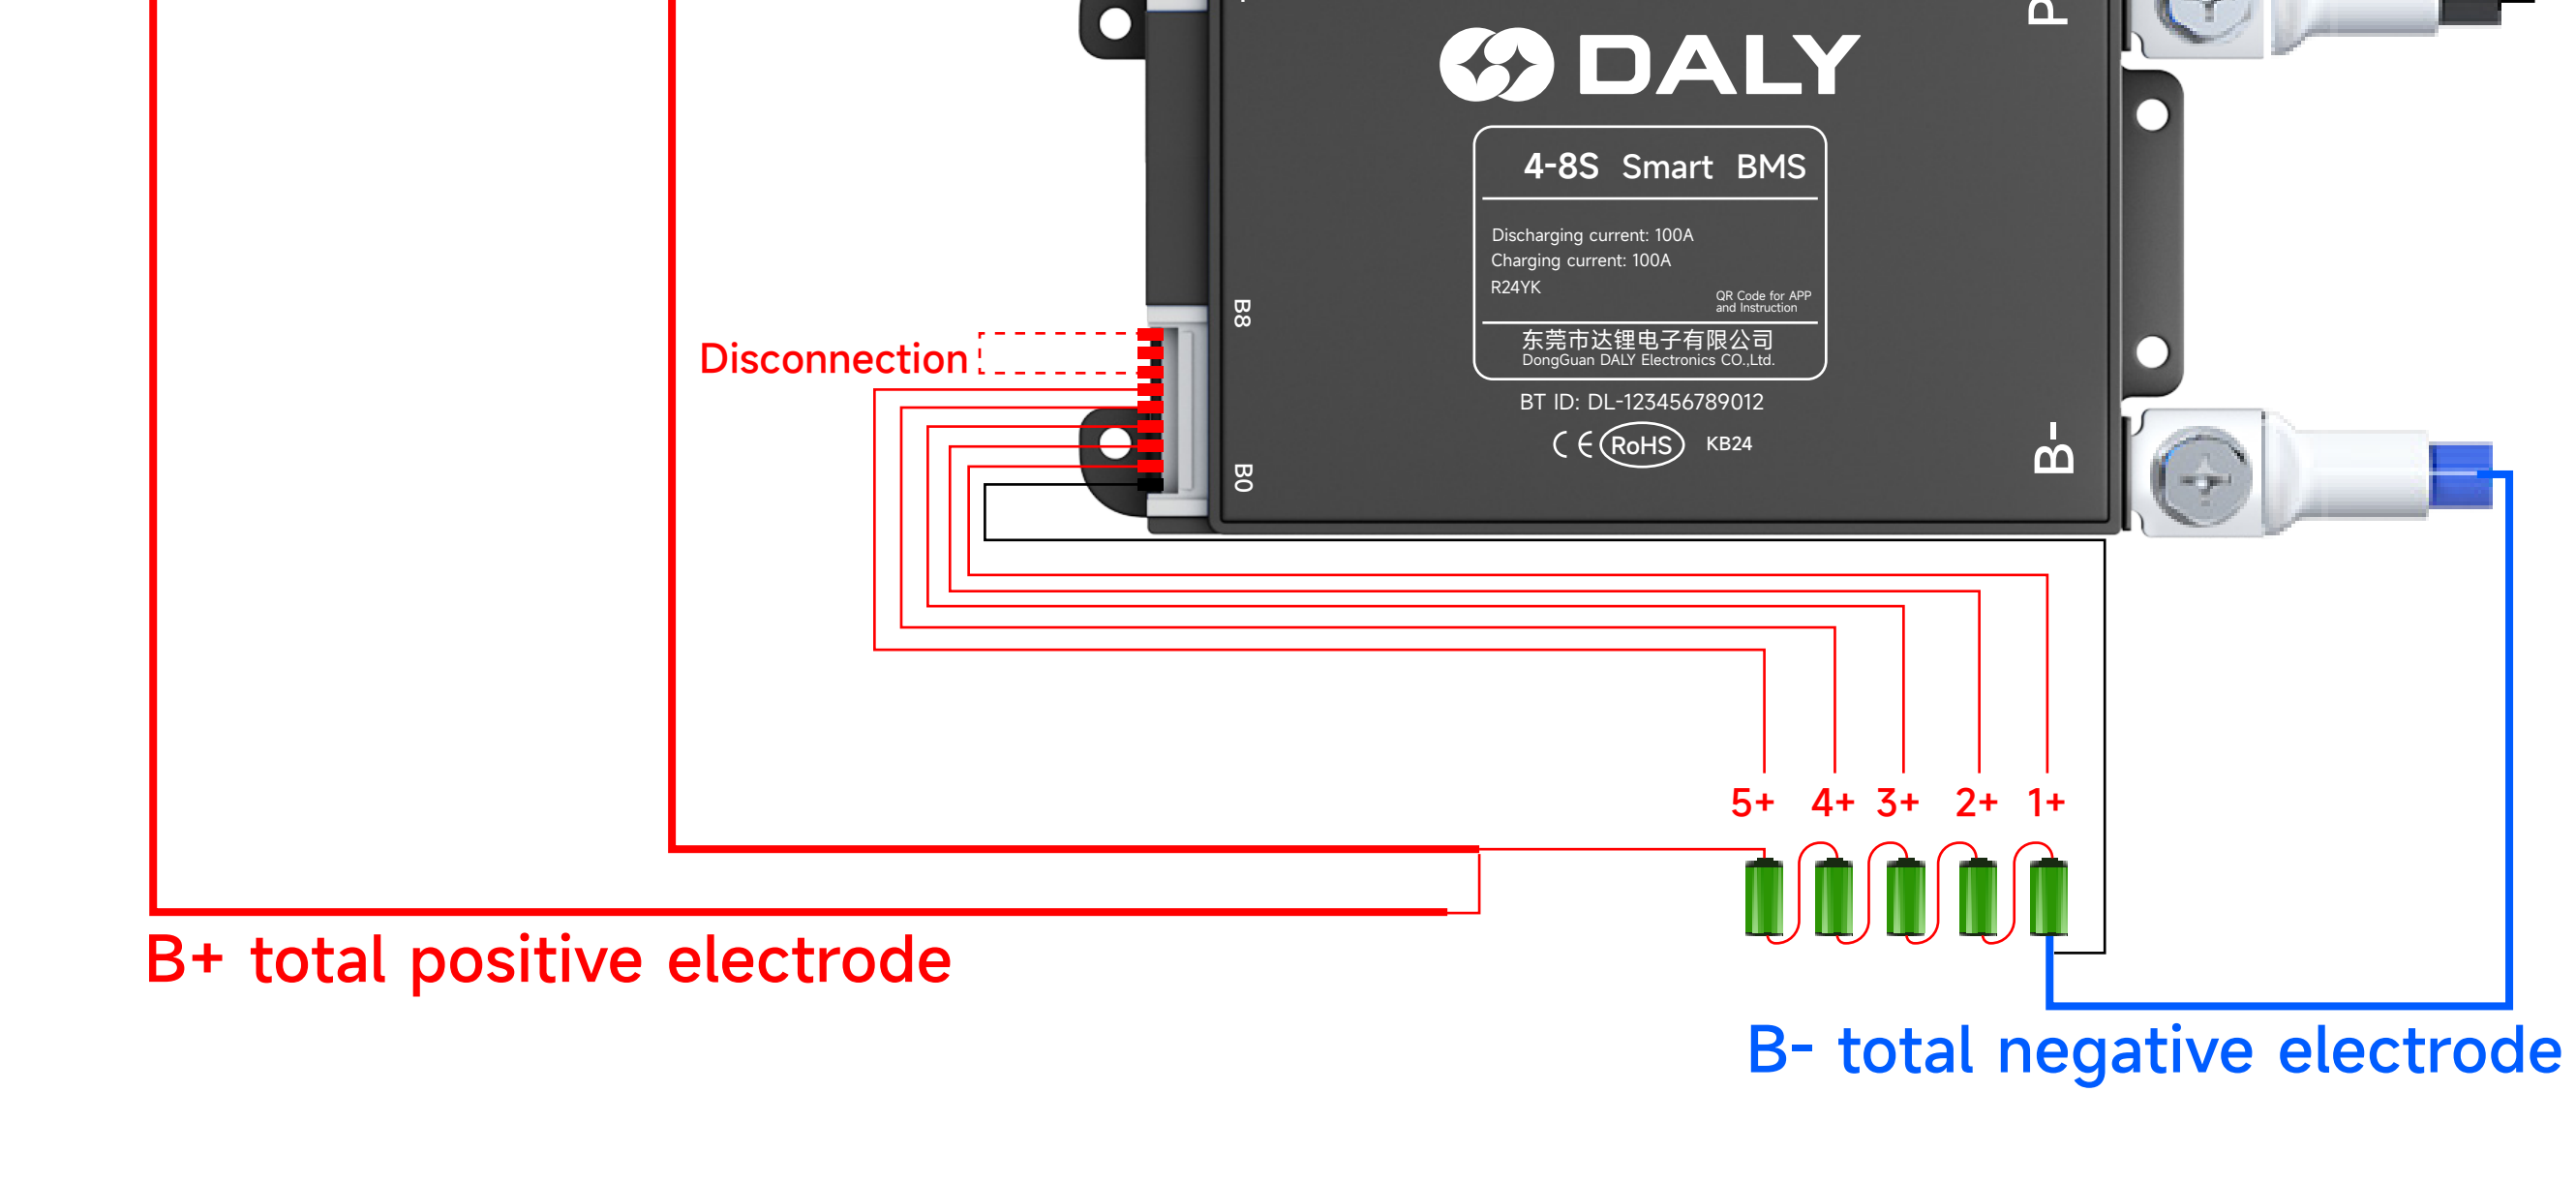 P
DALY
4-8S Smart BMS
Discharging current: 100A
Charging current: 100A
R24YK
QR Code for APP
and Instruction
东莞市达锂电子有限公司
DongGuan DALY Electronics CO.,Ltd.
BT ID: DL-123456789012
CE RoHS KB24
B8
B0
B-
Disconnection
5+ 4+ 3+ 2+ 1+
B+ total positive electrode
B- total negative electrode